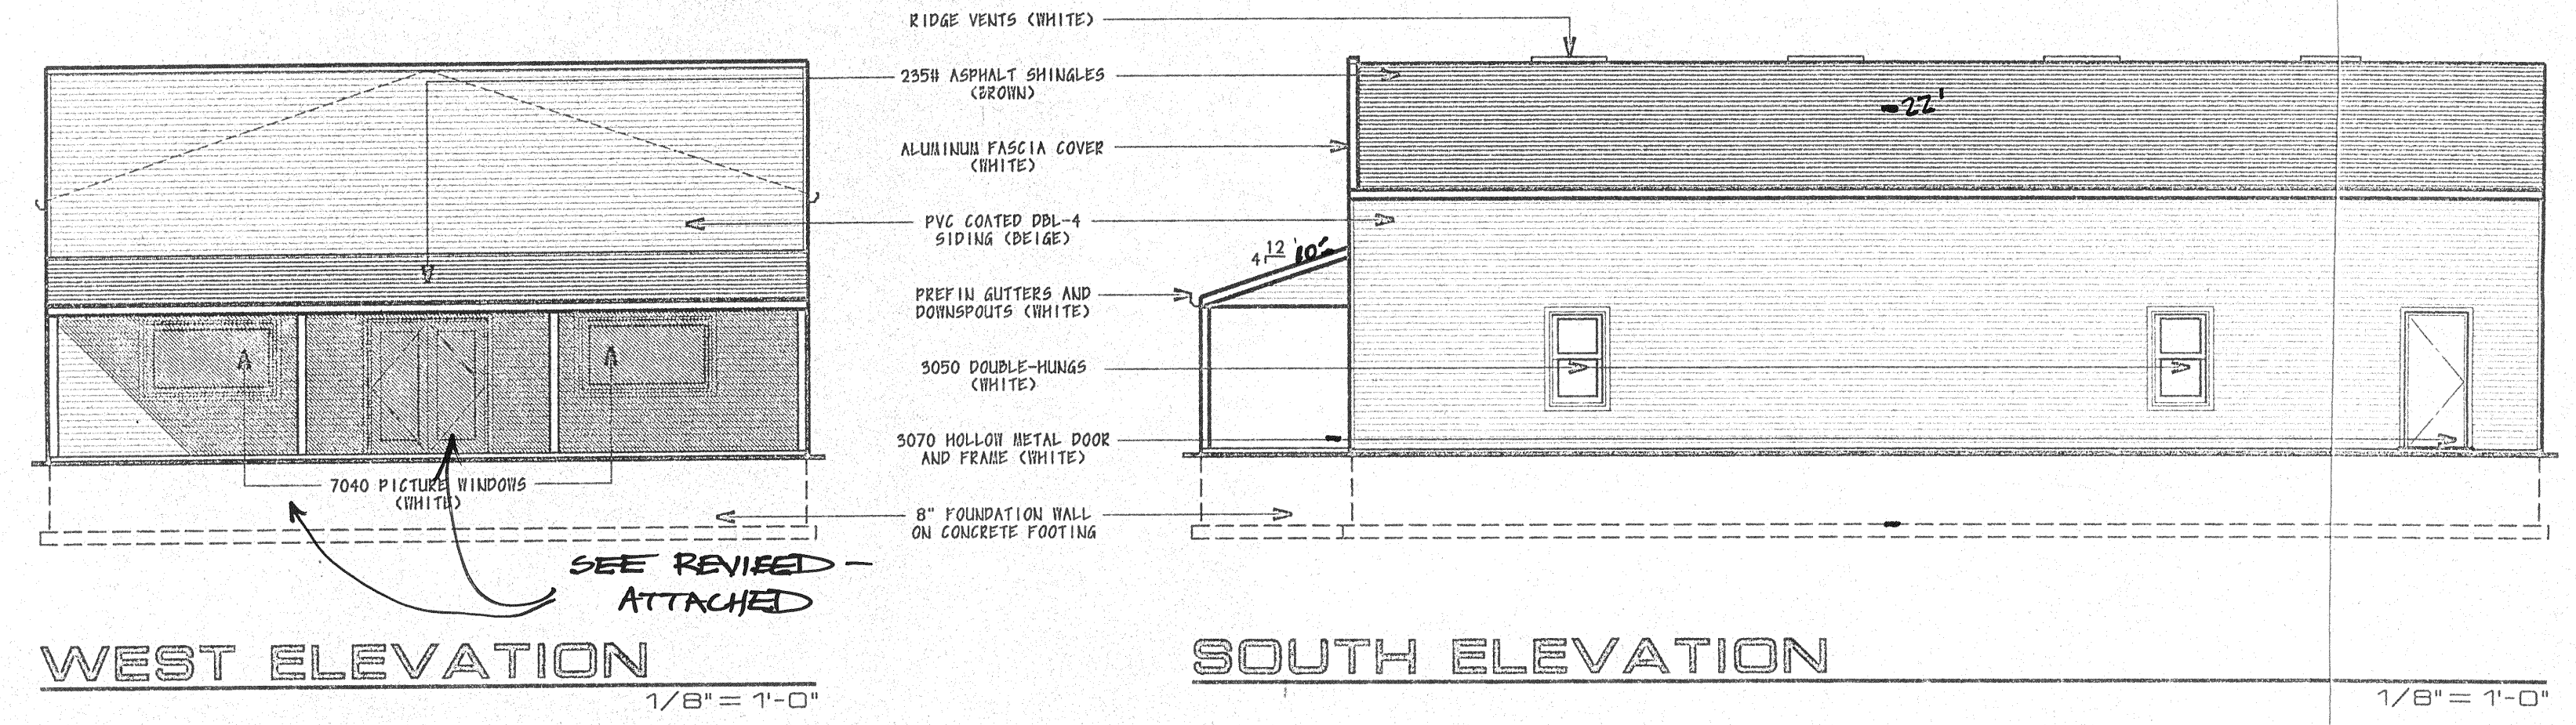 RIDGE VENTS (WHITE)
235# ASPHALT SHINGLES
(BROWN)
-22'
ALUMINUM FASCIA COVER
(WHITE)
PVC COATED DBL-4
SIDING (BEIGE)
12
4
10'
PREFIN GUTTERS AND
DOWNSPOUTS (WHITE)
3050 DOUBLE-HUNGS
(WHITE)
3070 HOLLOW METAL DOOR
AND FRAME (WHITE)
7040 PICTURE WINDOWS
(WHITE)
8" FOUNDATION WALL
ON CONCRETE FOOTING
SEE REVISED -
ATTACHED
WEST ELEVATION
1/8" = 1'-0"
SOUTH ELEVATION
1/8" = 1'-0"